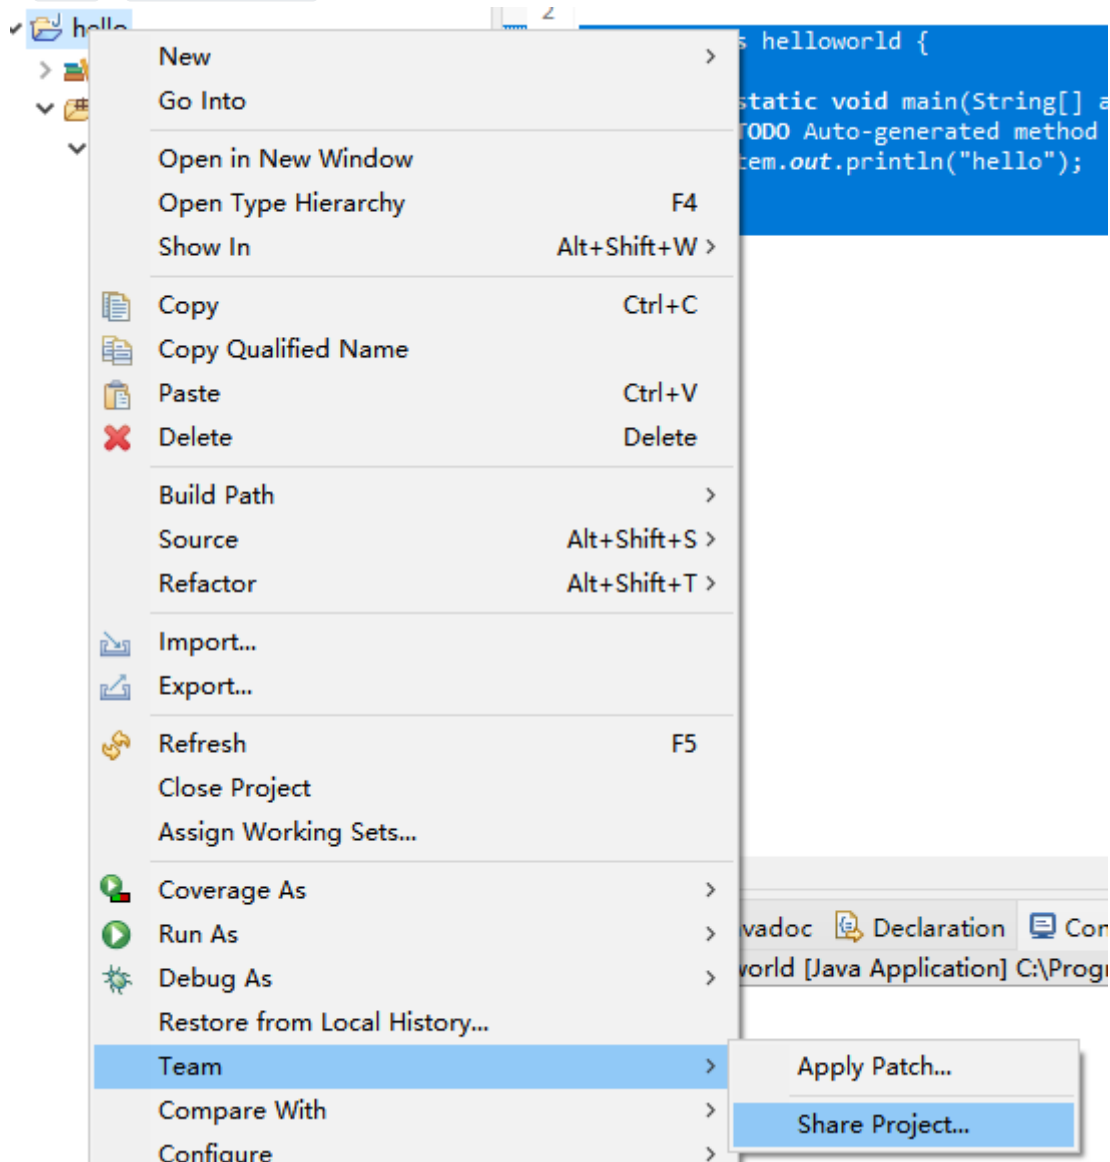 2
hello
s helloworld {
static void main(String[] a
TODO Auto-generated method
tem.out.println("hello");
New
Go Into
Open in New Window
Open Type Hierarchy F4
Show In Alt+Shift+W
Copy Ctrl+C
Copy Qualified Name
Paste Ctrl+V
Delete Delete
Build Path
Source Alt+Shift+S
Refactor Alt+Shift+T
Import...
Export...
Refresh F5
Close Project
Assign Working Sets...
Coverage As
Run As
Debug As
Restore from Local History...
Team
Compare With
Configure
Apply Patch...
Share Project...
vadoc Declaration Con
world [Java Application] C:\Progr